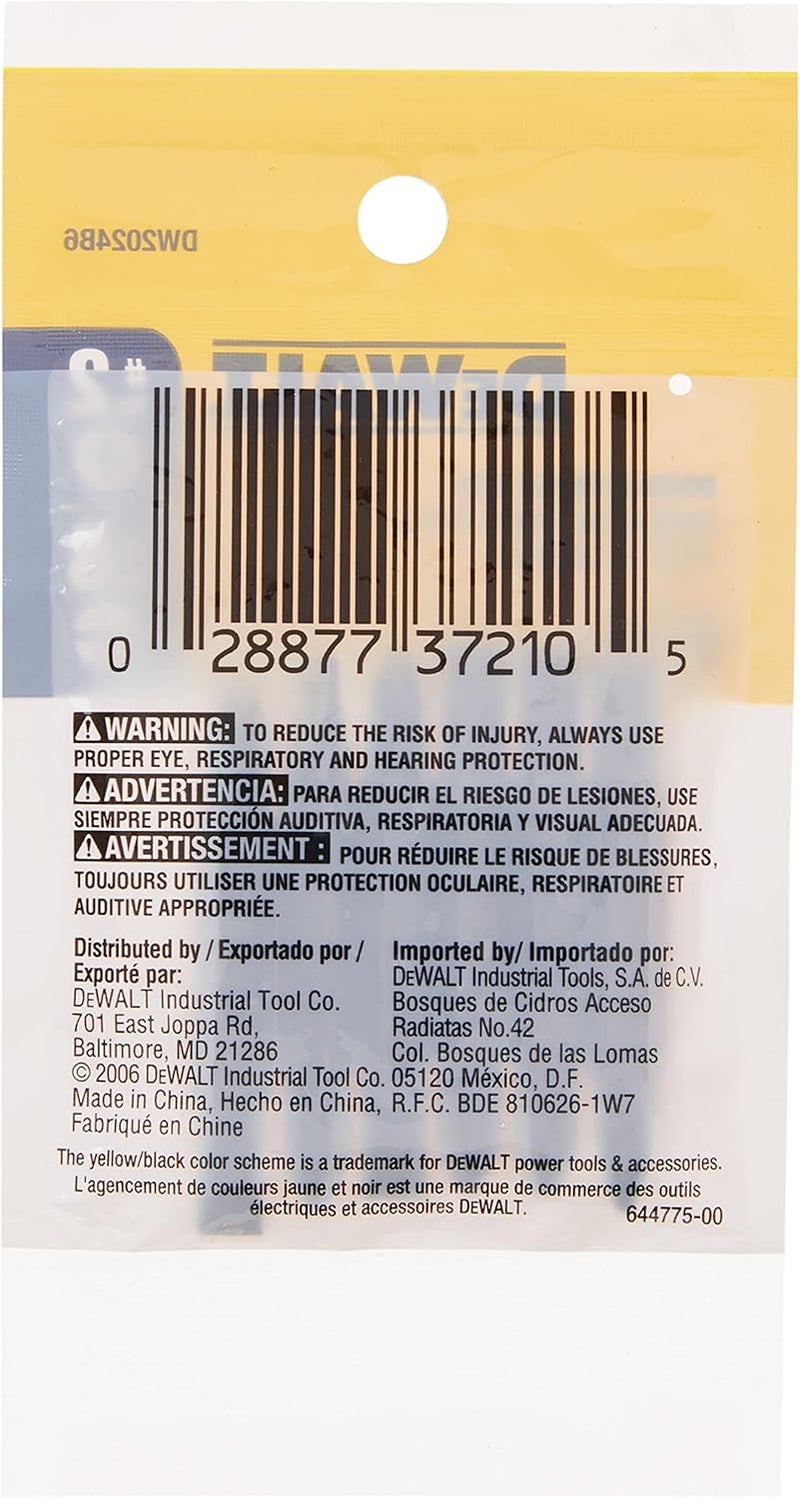 DW2024B6
#2
DEWALT
0 28877 37210 5
WARNING: TO REDUCE THE RISK OF INJURY, ALWAYS USE
PROPER EYE, RESPIRATORY AND HEARING PROTECTION.
ADVERTENCIA: PARA REDUCIR EL RIESGO DE LESIONES, USE
SIEMPRE PROTECCIÓN AUDITIVA, RESPIRATORIA Y VISUAL ADECUADA.
AVERTISSEMENT : POUR RÉDUIRE LE RISQUE DE BLESSURES,
TOUJOURS UTILISER UNE PROTECTION OCULAIRE, RESPIRATOIRE ET
AUDITIVE APPROPRIÉE.
Distributed by / Exportado por /
Exporté par:
DEWALT Industrial Tool Co.
701 East Joppa Rd,
Baltimore, MD 21286
© 2006 DEWALT Industrial Tool Co.
Made in China, Hecho en China,
Fabriqué en Chine
Imported by/ Importado por:
DEWALT Industrial Tools, S.A. de C.V.
Bosques de Cidros Acceso
Radiatas No.42
Col. Bosques de las Lomas
05120 México, D.F.
R.F.C. BDE 810626-1W7
The yellow/black color scheme is a trademark for DEWALT power tools & accessories.
L'agencement de couleurs jaune et noir est une marque de commerce des outils
électriques et accessoires DEWALT.
644775-00